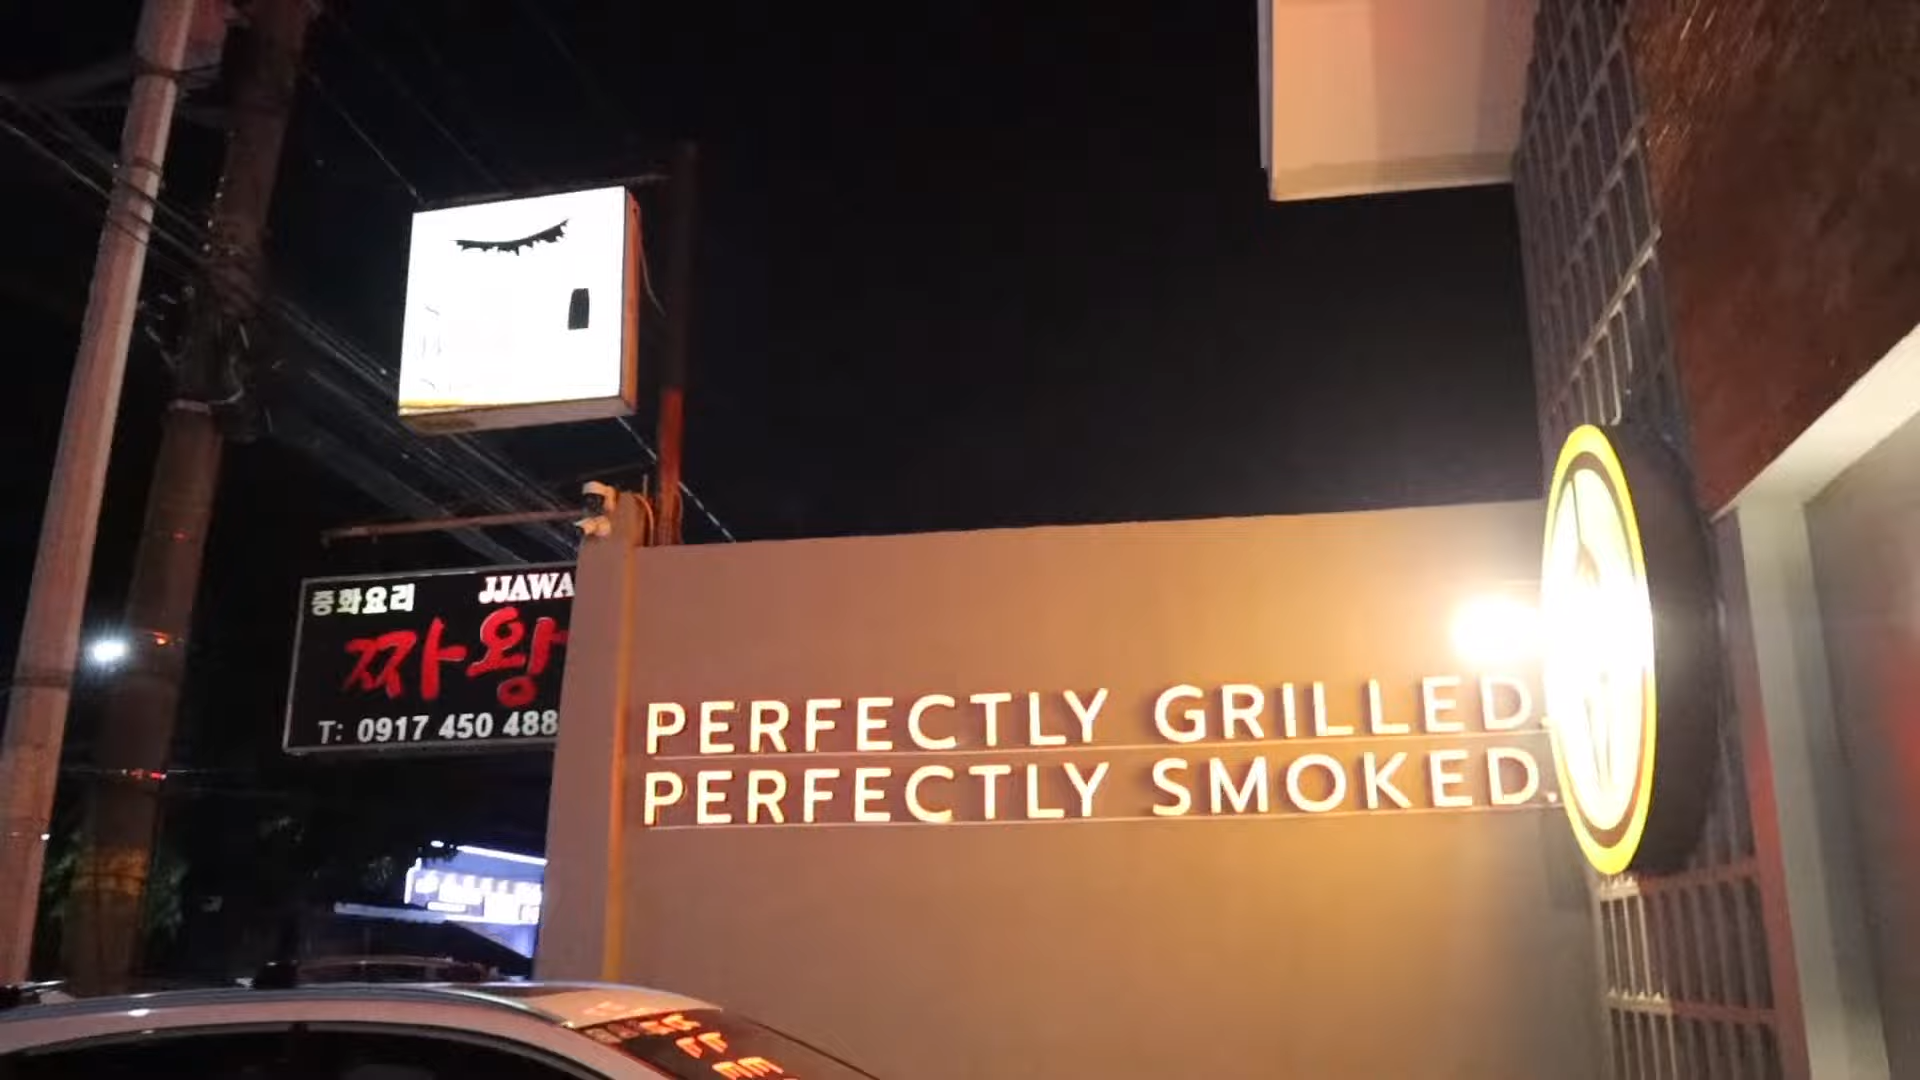 중화요리
JJAWA
짜왕
T: 0917 450 488
PERFECTLY GRILLED.
PERFECTLY SMOKED.